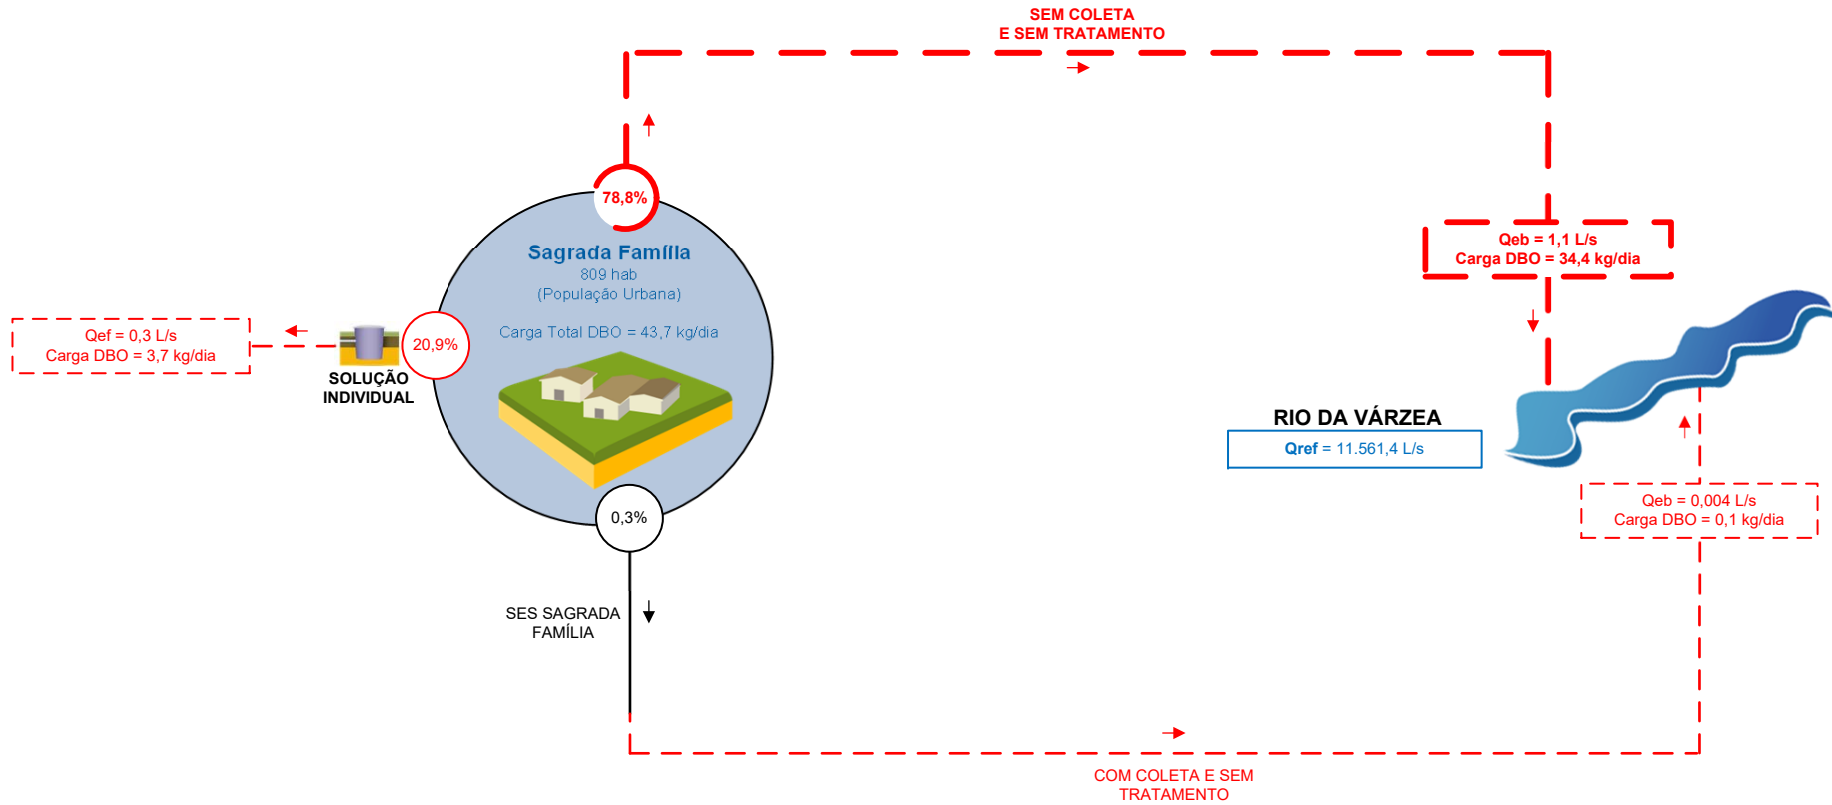 SEM COLETA
E SEM TRATAMENTO
78,8%
Sagrada Família
809 hab
(População Urbana)
Carga Total DBO = 43,7 kg/dia
Qeb = 1,1 L/s
Carga DBO = 34,4 kg/dia
Qef = 0,3 L/s
Carga DBO = 3,7 kg/dia
20,9%
SOLUÇÃO
INDIVIDUAL
RIO DA VÁRZEA
Qref = 11.561,4 L/s
Qeb = 0,004 L/s
Carga DBO = 0,1 kg/dia
0,3%
SES SAGRADA
FAMÍLIA
COM COLETA E SEM
TRATAMENTO